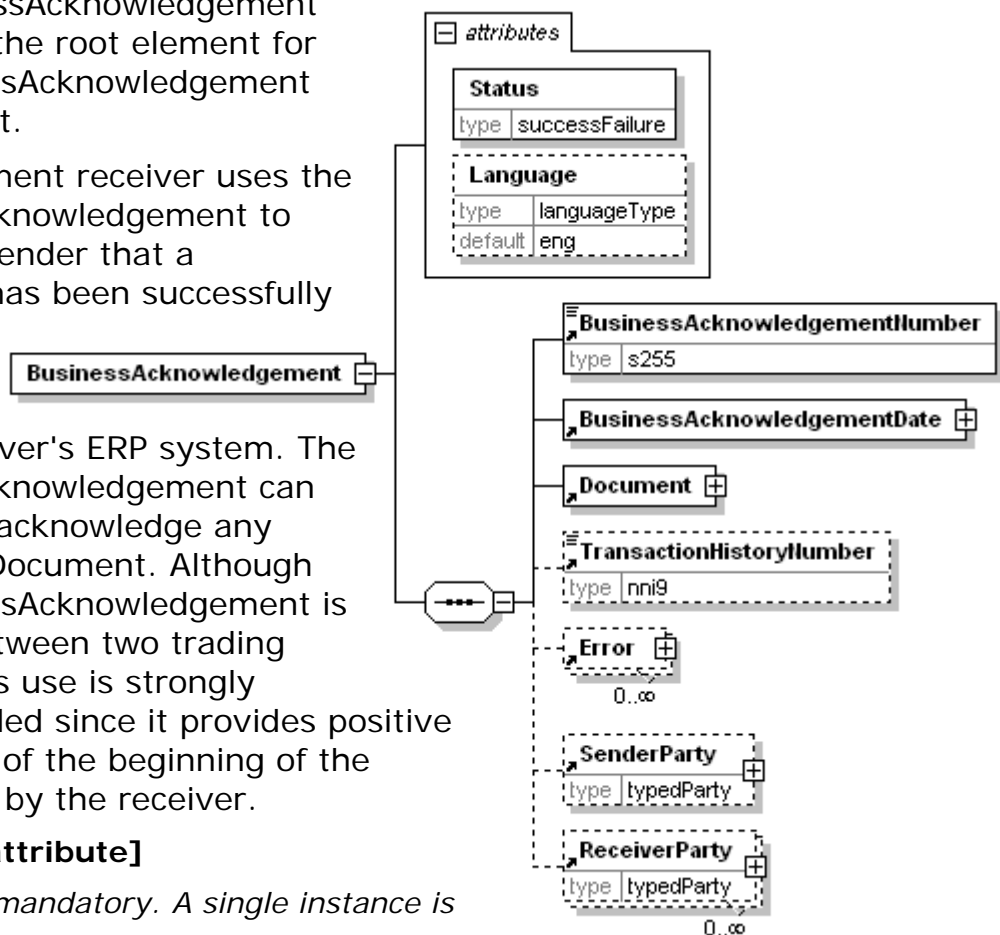 ssAcknowledgement
the root element for
sAcknowledgement
t.
nent receiver uses the
knowledgement to
ender that a
has been successfully
iver's ERP system. The
knowledgement can
acknowledge any
Document. Although
sAcknowledgement is
etween two trading
s use is strongly
led since it provides positive
of the beginning of the
by the receiver.
attribute]
mandatory. A single instance is
BusinessAcknowledgement
attributes
Status
type successFailure
Language
type languageType
default eng
BusinessAcknowledgementNumber
type s255
BusinessAcknowledgementDate
Document
TransactionHistoryNumber
type nni9
Error
0..∞
SenderParty
type typedParty
ReceiverParty
type typedParty
0..∞